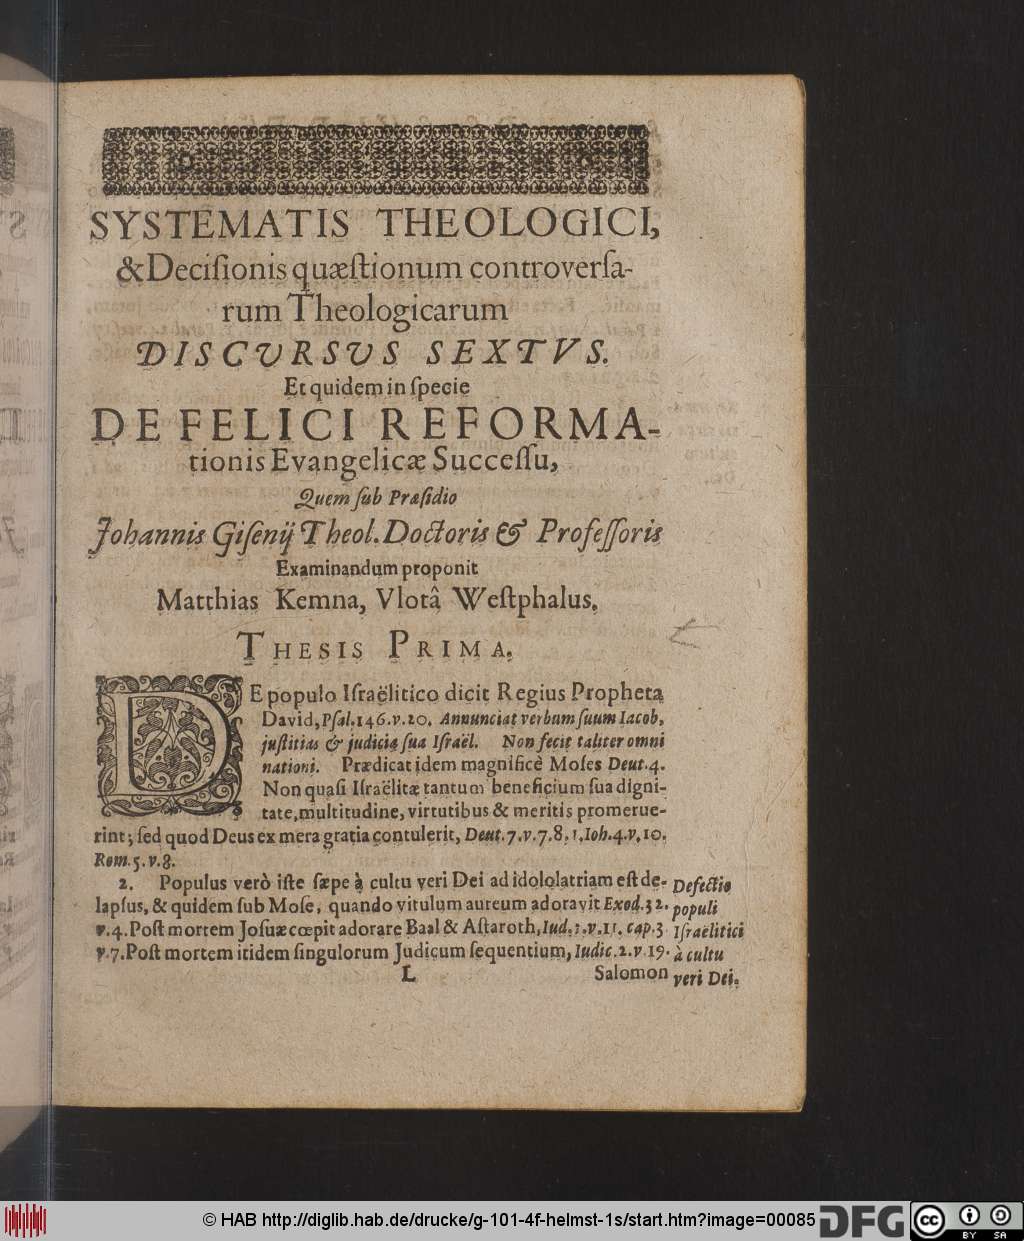 SYSTEMATIS THEOLOGICI,
& Deciſionis quæſtionum controverſa-
rum Theologicarum
DISCURSUS SEXTVS.
Et quidem in ſpecie
DE FELICI REFORMA-
tionis Evangelicæ Succeſſu,
Quem ſub Præſidio
Johannis Giſenij Theol. Doctoris & Profeſſoris
Examinandum proponit
Matthias Kemna, Vlotâ Weſtphalus.
THESIS PRIMA.
DE populo Iſraëlitico dicit Regius Propheta
David, Pſal. 146. v. 20. Annunciat verbum ſuum Iacob,
juſtitias & judicia ſua Iſraël. Non fecit taliter omni
nationi. Prædicat idem magnificè Moſes Deut. 4.
Non quaſi Iſraëlitæ tantum beneficium ſua digni-
tate, multitudine, virtutibus & meritis promerue-
rint; ſed quod Deus ex mera gratia contulerit, Deut. 7. v. 7. 8. 1. Ioh. 4. v. 10.
Rom. 5. v. 8.
2. Populus verò iſte ſæpe à cultu veri Dei ad idololatriam eſt de-
lapſus, & quidem ſub Moſe, quando vitulum aureum adoravit Exod. 32.
v. 4. Poſt mortem Joſuæ cœpit adorare Baal & Aſtaroth, Iud. 2. v. 11. cap. 3.
v. 7. Poſt mortem itidem ſingulorum Judicum ſequentium, Iudic. 2. v. 19.
Defectio
populi
Iſraëlitici
à cultu
veri Dei.
L
Salomon
© HAB http://diglib.hab.de/drucke/g-101-4f-helmst-1s/start.htm?image=00085
DFG
cc BY SA